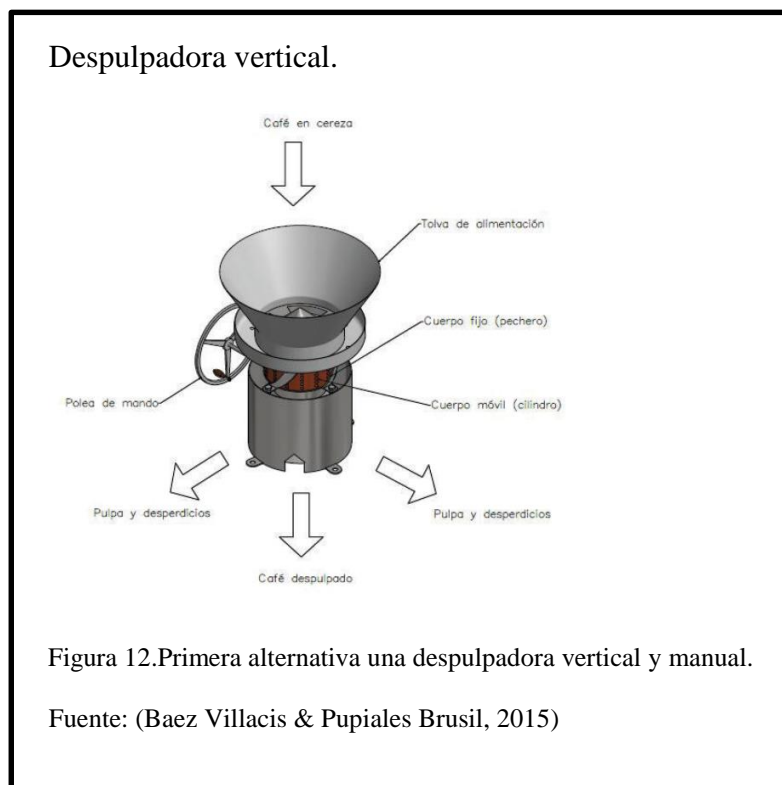 Despulpadora vertical.
Café en cereza
Tolva de alimentación
Cuerpo fijo (pechero)
Polea de mando
Cuerpo móvil (cilindro)
Pulpa y desperdicios
Pulpa y desperdicios
Café despulpado
Figura 12.Primera alternativa una despulpadora vertical y manual.
Fuente: (Baez Villacis & Pupiales Brusil, 2015)